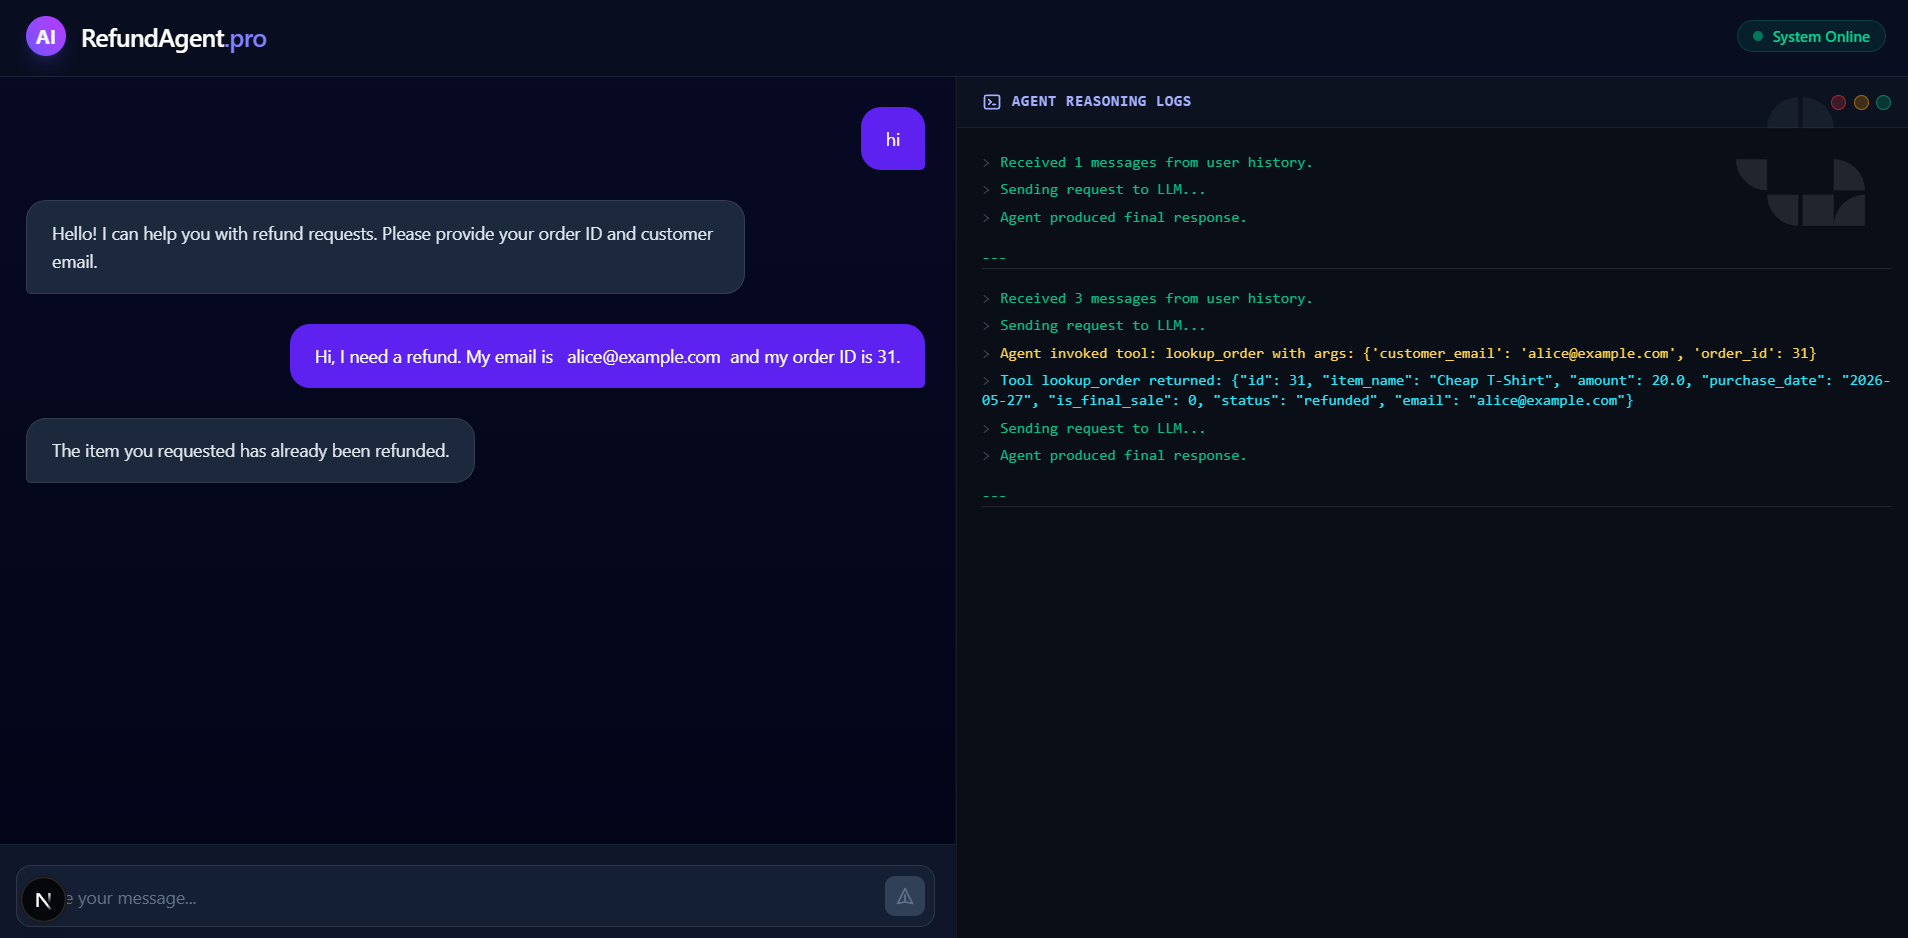 AI RefundAgent.pro
System Online
hi
Hello! I can help you with refund requests. Please provide your order ID and customer
email.
Hi, I need a refund. My email is alice@example.com and my order ID is 31.
The item you requested has already been refunded.
N
e your message...
AGENT REASONING LOGS
> Received 1 messages from user history.
> Sending request to LLM...
> Agent produced final response.
---
> Received 3 messages from user history.
> Sending request to LLM...
> Agent invoked tool: lookup_order with args: {'customer_email': 'alice@example.com', 'order_id': 31}
> Tool lookup_order returned: {"id": 31, "item_name": "Cheap T-Shirt", "amount": 20.0, "purchase_date": "2026-
05-27", "is_final_sale": 0, "status": "refunded", "email": "alice@example.com"}
> Sending request to LLM...
> Agent produced final response.
---